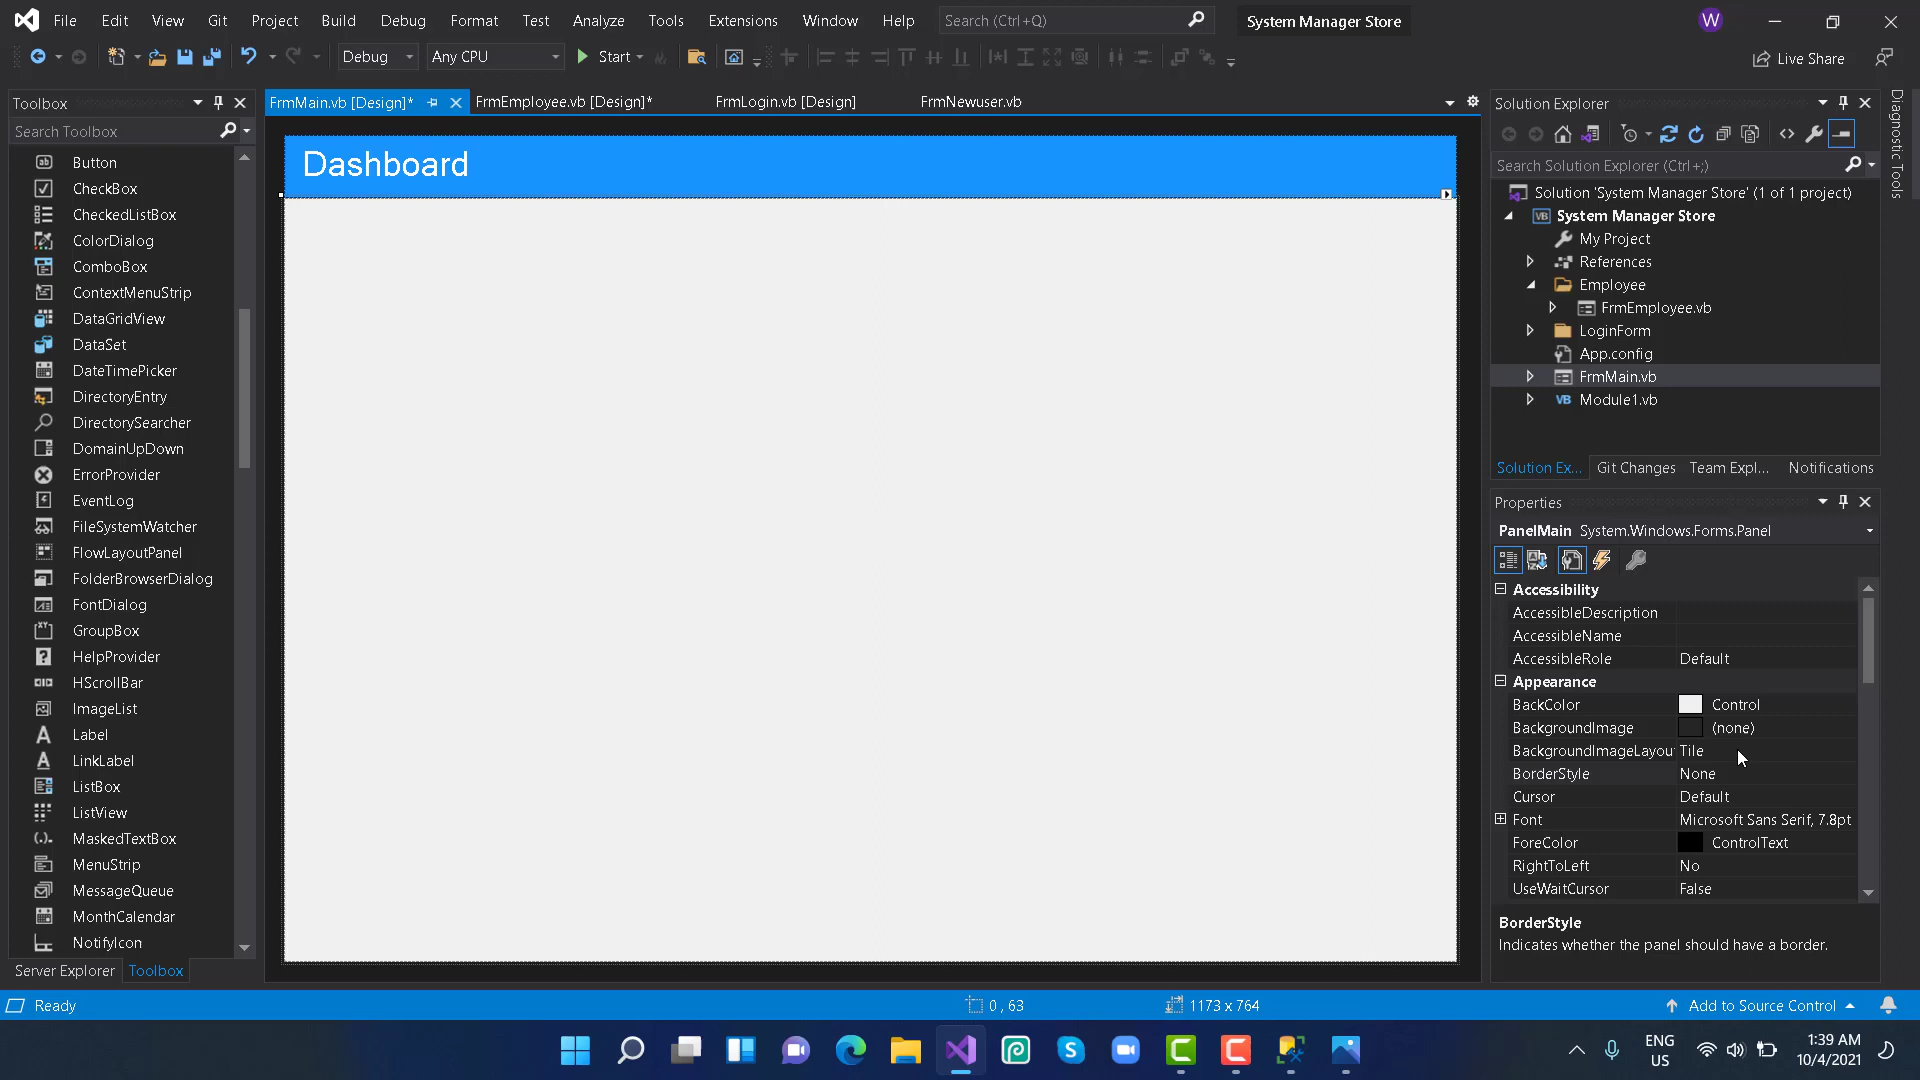 File Edit View Git Project Build Debug Format Test Analyze Tools Extensions Window Help Search (Ctrl+Q) System Manager Store W
Debug Any CPU Start Live Share
Toolbox
Search Toolbox
Button
CheckBox
CheckedListBox
ColorDialog
ComboBox
ContextMenuStrip
DataGridView
DataSet
DateTimePicker
DirectoryEntry
DirectorySearcher
DomainUpDown
ErrorProvider
EventLog
FileSystemWatcher
FlowLayoutPanel
FolderBrowserDialog
FontDialog
GroupBox
HelpProvider
HScrollBar
ImageList
Label
LinkLabel
ListBox
ListView
MaskedTextBox
MenuStrip
MessageQueue
MonthCalendar
NotifyIcon
Server Explorer Toolbox
FrmMain.vb [Design]* FrmEmployee.vb [Design]* FrmLogin.vb [Design] FrmNewuser.vb
Dashboard
Solution Explorer
Search Solution Explorer (Ctrl+;)
Solution 'System Manager Store' (1 of 1 project)
VB System Manager Store
My Project
References
Employee
FrmEmployee.vb
LoginForm
App.config
FrmMain.vb
VB Module1.vb
Solution Ex... Git Changes Team Expl... Notifications
Properties
PanelMain System.Windows.Forms.Panel
Accessibility
AccessibleDescription
AccessibleName
AccessibleRole Default
Appearance
BackColor Control
BackgroundImage (none)
BackgroundImageLayout Tile
BorderStyle None
Cursor Default
Font Microsoft Sans Serif, 7.8pt
ForeColor ControlText
RightToLeft No
UseWaitCursor False
BorderStyle
Indicates whether the panel should have a border.
Diagnostic Tools
Ready 0 , 63 1173 x 764 Add to Source Control
ENG
US
1:39 AM
10/4/2021